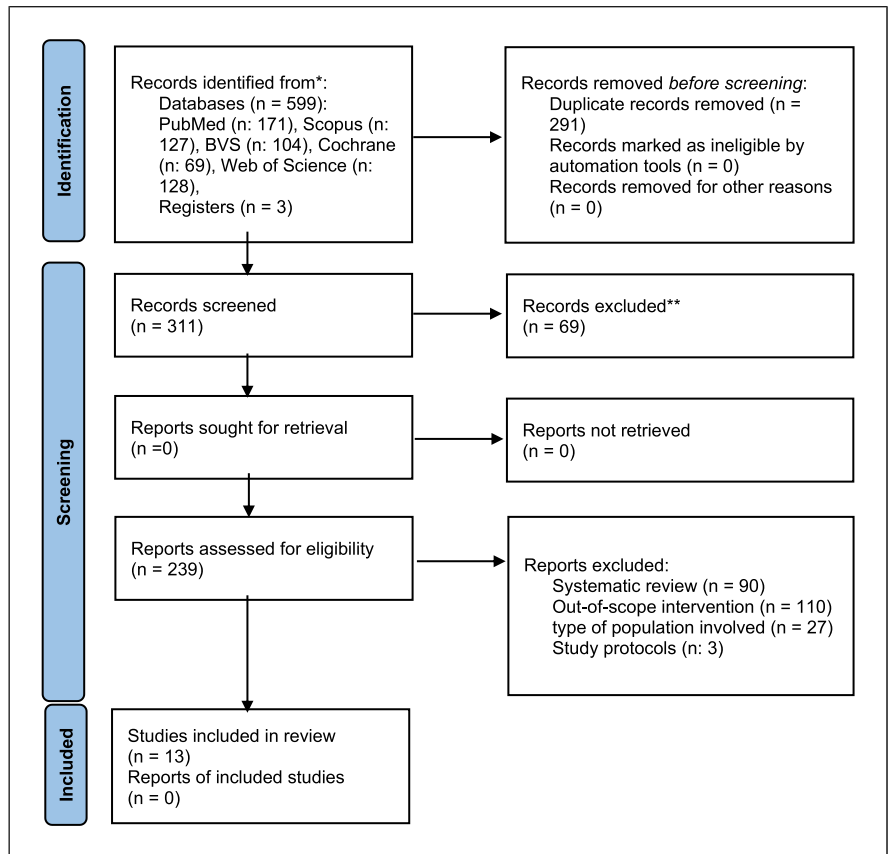 Identification
Records identified from*:
Databases (n = 599):
PubMed (n: 171), Scopus (n:
127), BVS (n: 104), Cochrane
(n: 69), Web of Science (n:
128),
Registers (n = 3)
Records removed before screening:
Duplicate records removed (n =
291)
Records marked as ineligible by
automation tools (n = 0)
Records removed for other reasons
(n = 0)
Screening
Records screened
(n = 311)
Records excluded**
(n = 69)
Reports sought for retrieval
(n =0)
Reports not retrieved
(n = 0)
Reports assessed for eligibility
(n = 239)
Reports excluded:
Systematic review (n = 90)
Out-of-scope intervention (n = 110)
type of population involved (n = 27)
Study protocols (n: 3)
Included
Studies included in review
(n = 13)
Reports of included studies
(n = 0)